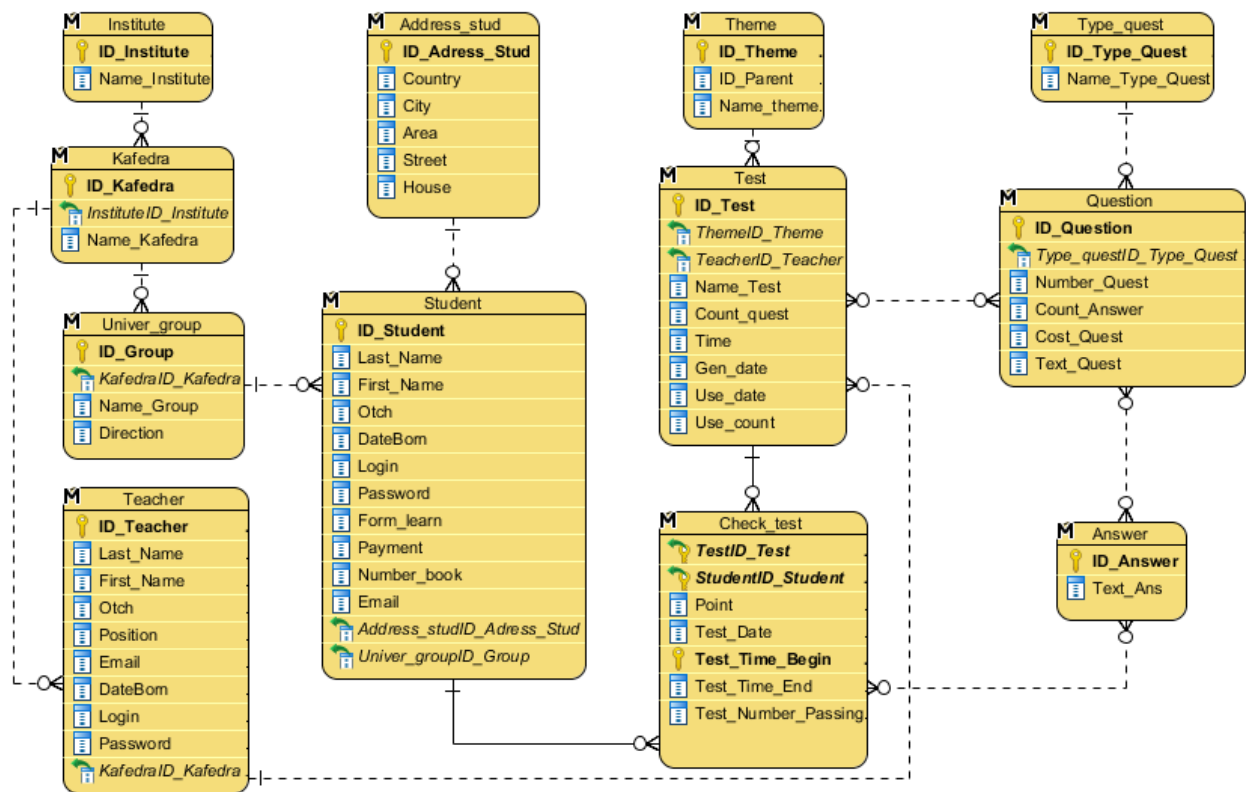 Institute
ID_Institute
Name_Institute
Kafedra
ID_Kafedra
InstituteID_Institute
Name_Kafedra
Univer_group
ID_Group
KafedraID_Kafedra
Name_Group
Direction
Teacher
ID_Teacher
Last_Name
First_Name
Otch
Position
Email
DateBorn
Login
Password
KafedraID_Kafedra
Address_stud
ID_Adress_Stud
Country
City
Area
Street
House
Student
ID_Student
Last_Name
First_Name
Otch
DateBorn
Login
Password
Form_learn
Payment
Number_book
Email
Address_studID_Adress_Stud
Univer_groupID_Group
Theme
ID_Theme
ID_Parent
Name_theme.
Test
ID_Test
ThemeID_Theme
TeacherID_Teacher
Name_Test
Count_quest
Time
Gen_date
Use_date
Use_count
Check_test
TestID_Test
StudentID_Student
Point
Test_Date
Test_Time_Begin
Test_Time_End
Test_Number_Passing.
Type_quest
ID_Type_Quest
Name_Type_Quest
Question
ID_Question
Type_questID_Type_Quest
Number_Quest
Count_Answer
Cost_Quest
Text_Quest
Answer
ID_Answer
Text_Ans